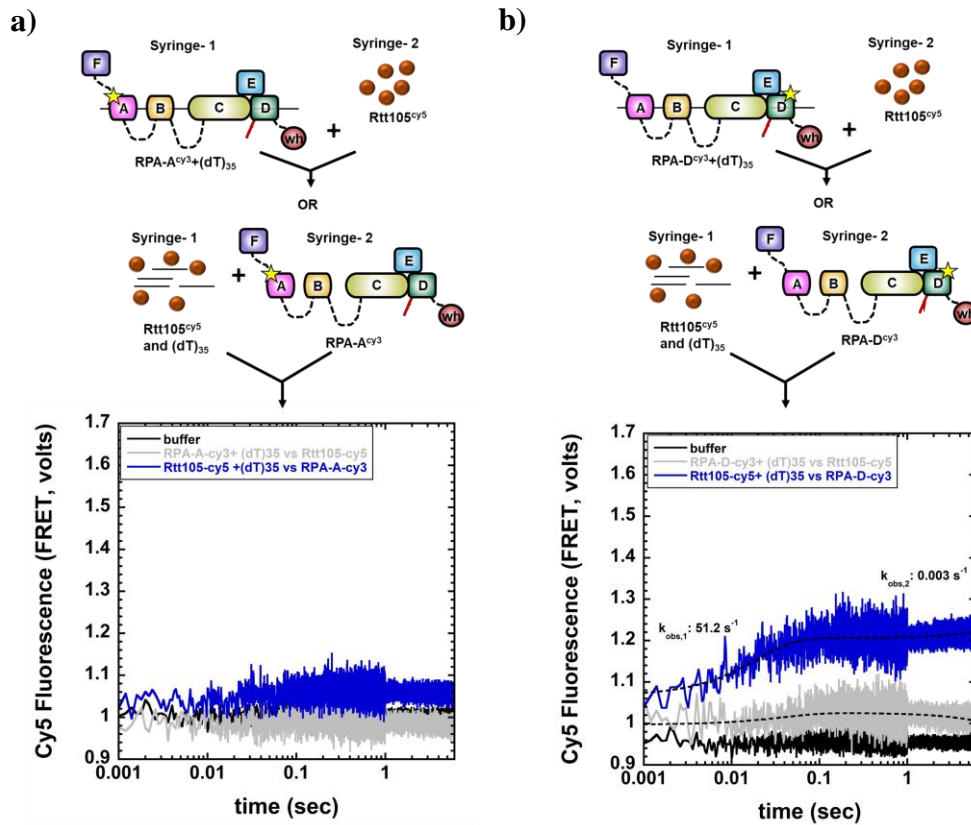 a)
Syringe- 1
Syringe- 2
F
A
B
C
E
D
wh
+
Rtt105cy5
RPA-Acy3+(dT)35
OR
Syringe- 1
Syringe- 2
F
+
A
B
C
E
D
wh
Rtt105cy5
and (dT)35
RPA-Acy3
buffer
RPA-A-cy3+ (dT)35 vs Rtt105-cy5
Rtt105-cy5 +(dT)35 vs RPA-A-cy3
Cy5 Fluorescence (FRET, volts)
1.7
1.6
1.5
1.4
1.3
1.2
1.1
1
0.9
0.001
0.01
0.1
1
time (sec)
b)
Syringe- 1
Syringe- 2
F
A
B
C
E
D
wh
+
Rtt105cy5
RPA-Dcy3+(dT)35
OR
Syringe- 1
Syringe- 2
F
+
A
B
C
E
D
wh
Rtt105cy5
and (dT)35
RPA-Dcy3
buffer
RPA-D-cy3+ (dT)35 vs Rtt105-cy5
Rtt105-cy5+ (dT)35 vs RPA-D-cy3
kobs,1: 51.2 s-1
kobs,2: 0.003 s-1
Cy5 Fluorescence (FRET, volts)
1.7
1.6
1.5
1.4
1.3
1.2
1.1
1
0.9
0.001
0.01
0.1
1
time (sec)